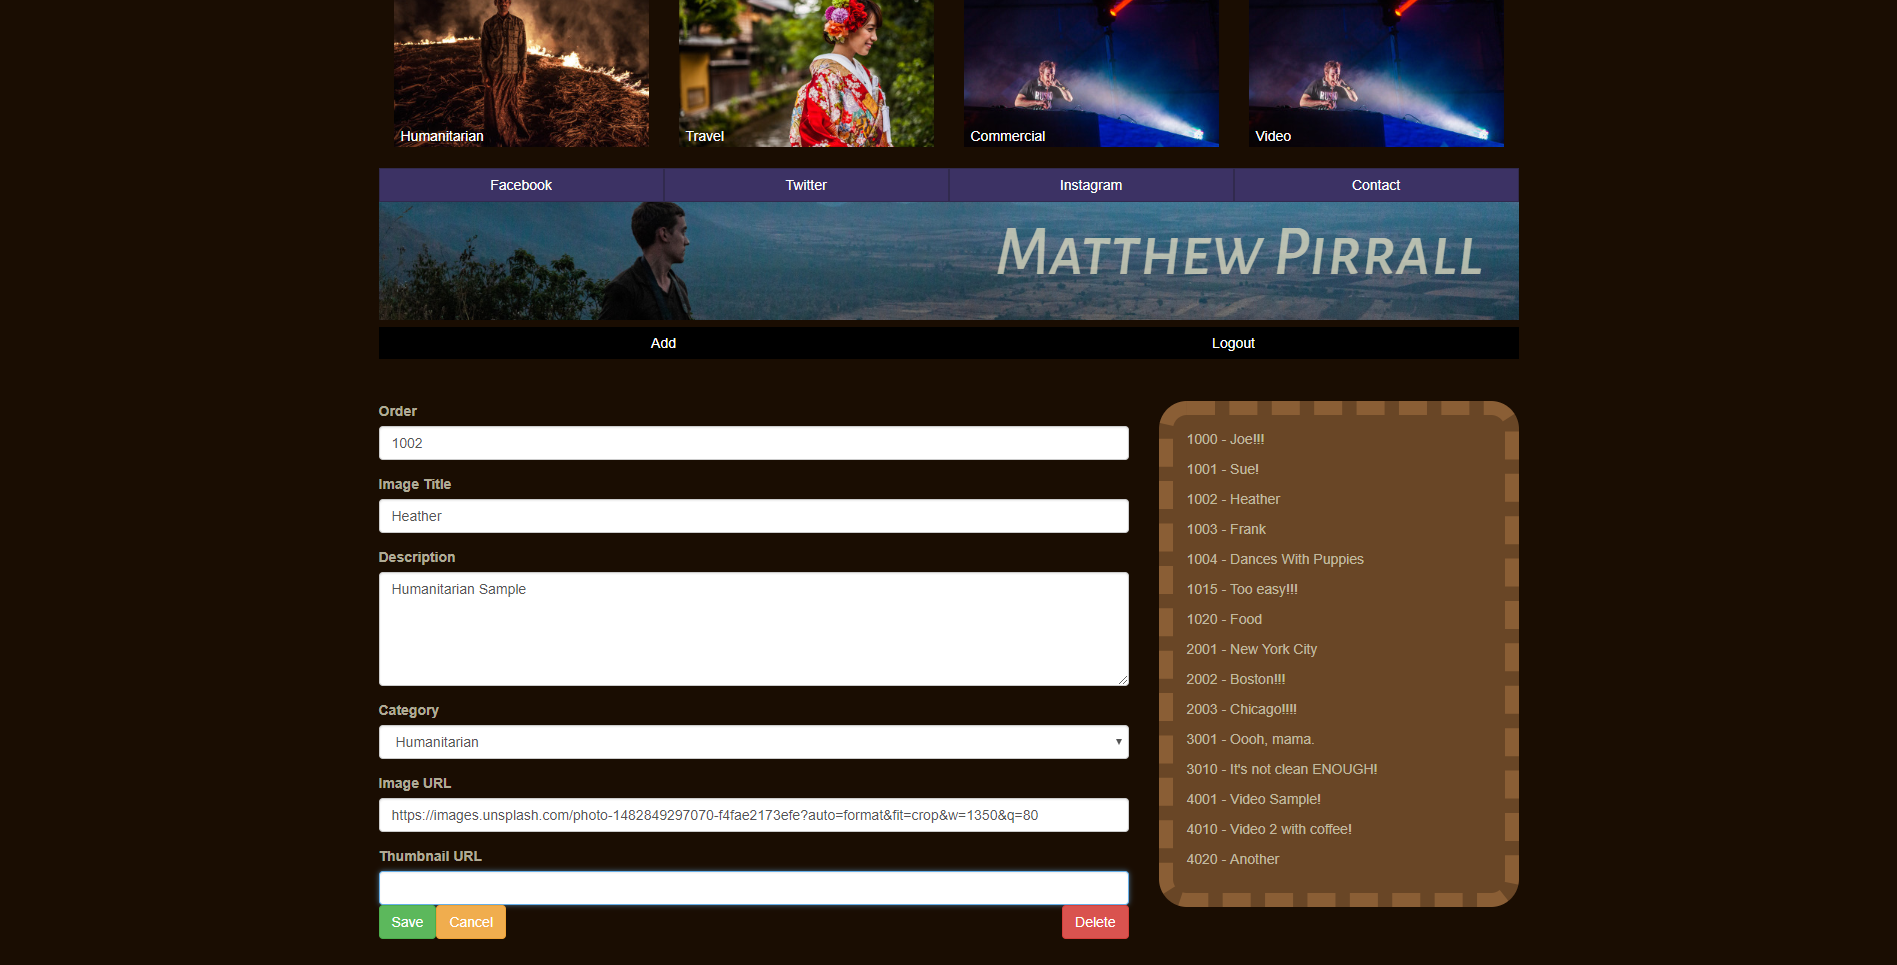 Humanitarian
Travel
Commercial
Video
Facebook
Twitter
Instagram
Contact
MATTHEW PIRRALL
Add
Logout
Order
1002
Image Title
Heather
Description
Humanitarian Sample
Category
Humanitarian
Image URL
https://images.unsplash.com/photo-1482849297070-f4fae2173efe?auto=format&fit=crop&w=1350&q=80
Thumbnail URL
Save
Cancel
Delete
1000 - Joe!!!
1001 - Sue!
1002 - Heather
1003 - Frank
1004 - Dances With Puppies
1015 - Too easy!!!
1020 - Food
2001 - New York City
2002 - Boston!!!
2003 - Chicago!!!!
3001 - Oooh, mama.
3010 - It's not clean ENOUGH!
4001 - Video Sample!
4010 - Video 2 with coffee!
4020 - Another